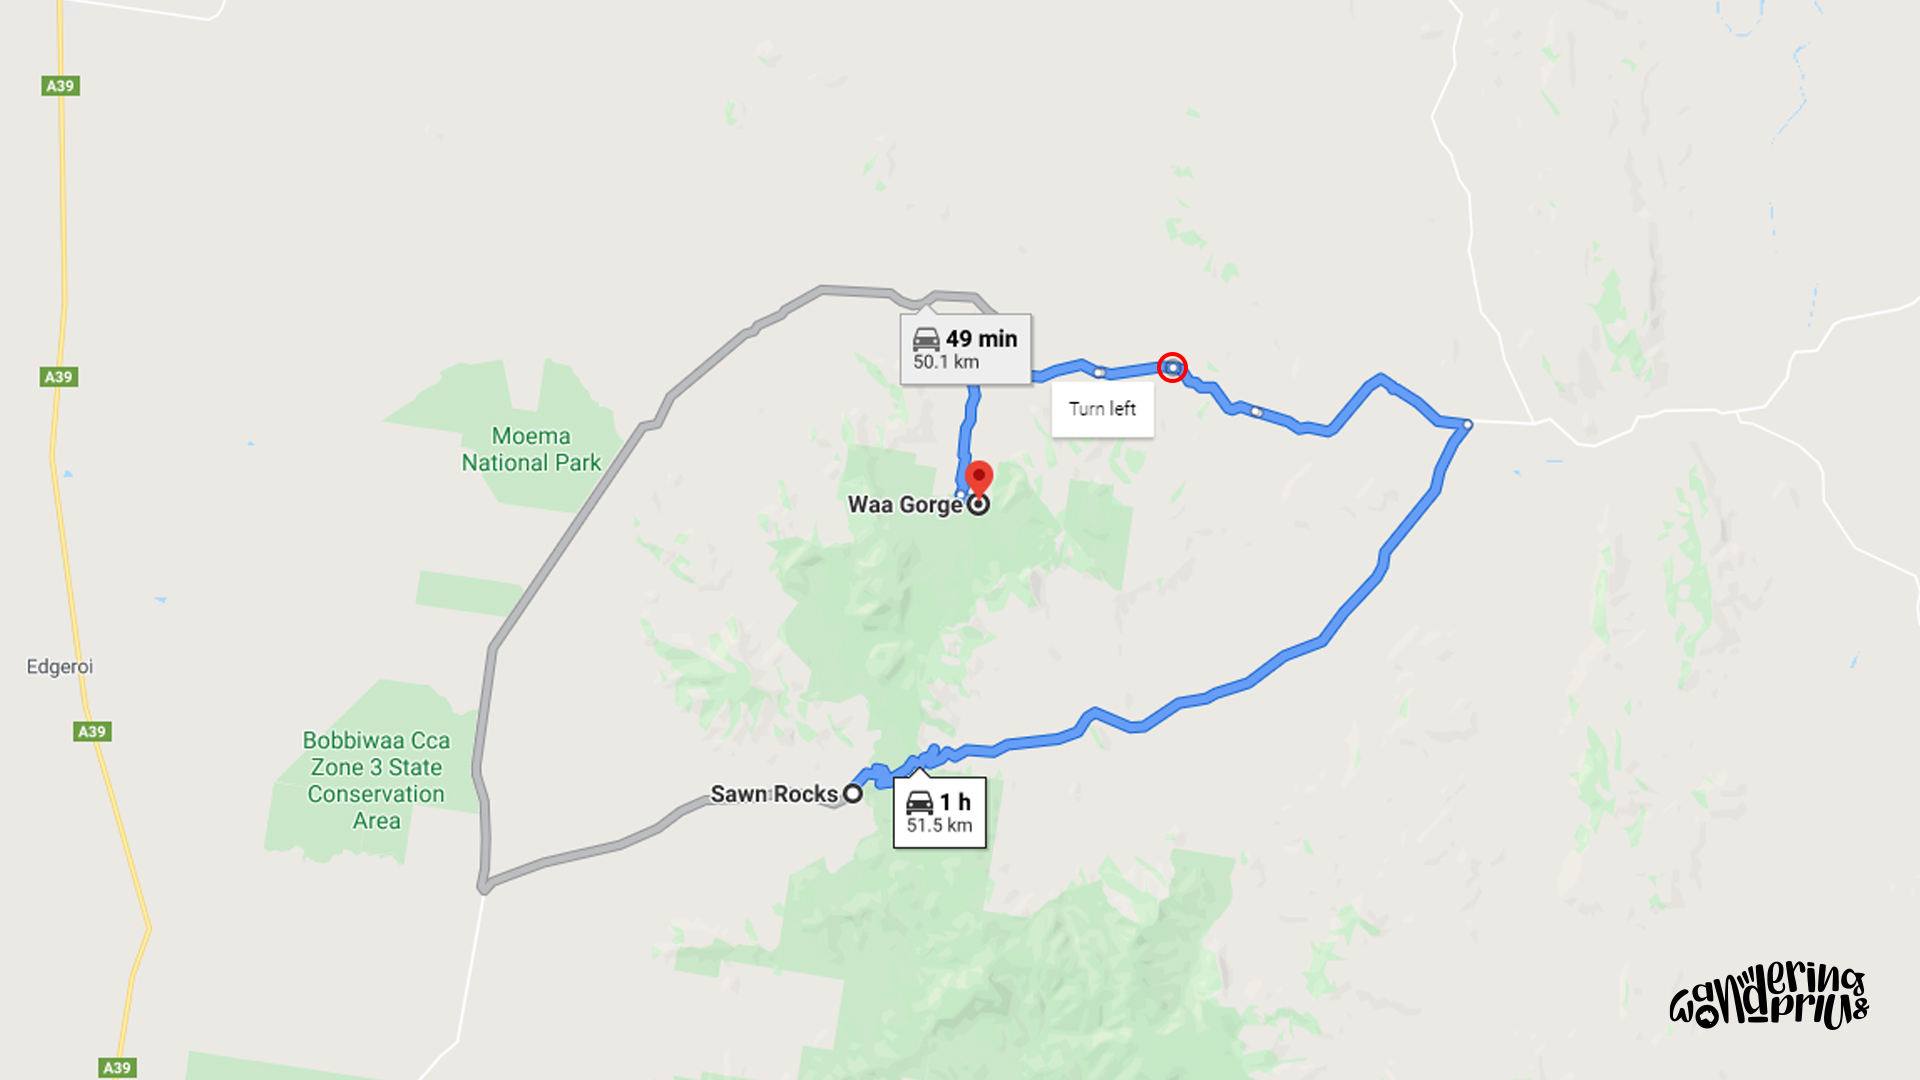 A39
49 min
50.1 km
A39
Turn left
Moema
National Park
Waa Gorge
Edgeroi
A39
Bobbiwaa Cca
Zone 3 State
Conservation
Area
Sawn Rocks
1 h
51.5 km
wandering
prius
A39